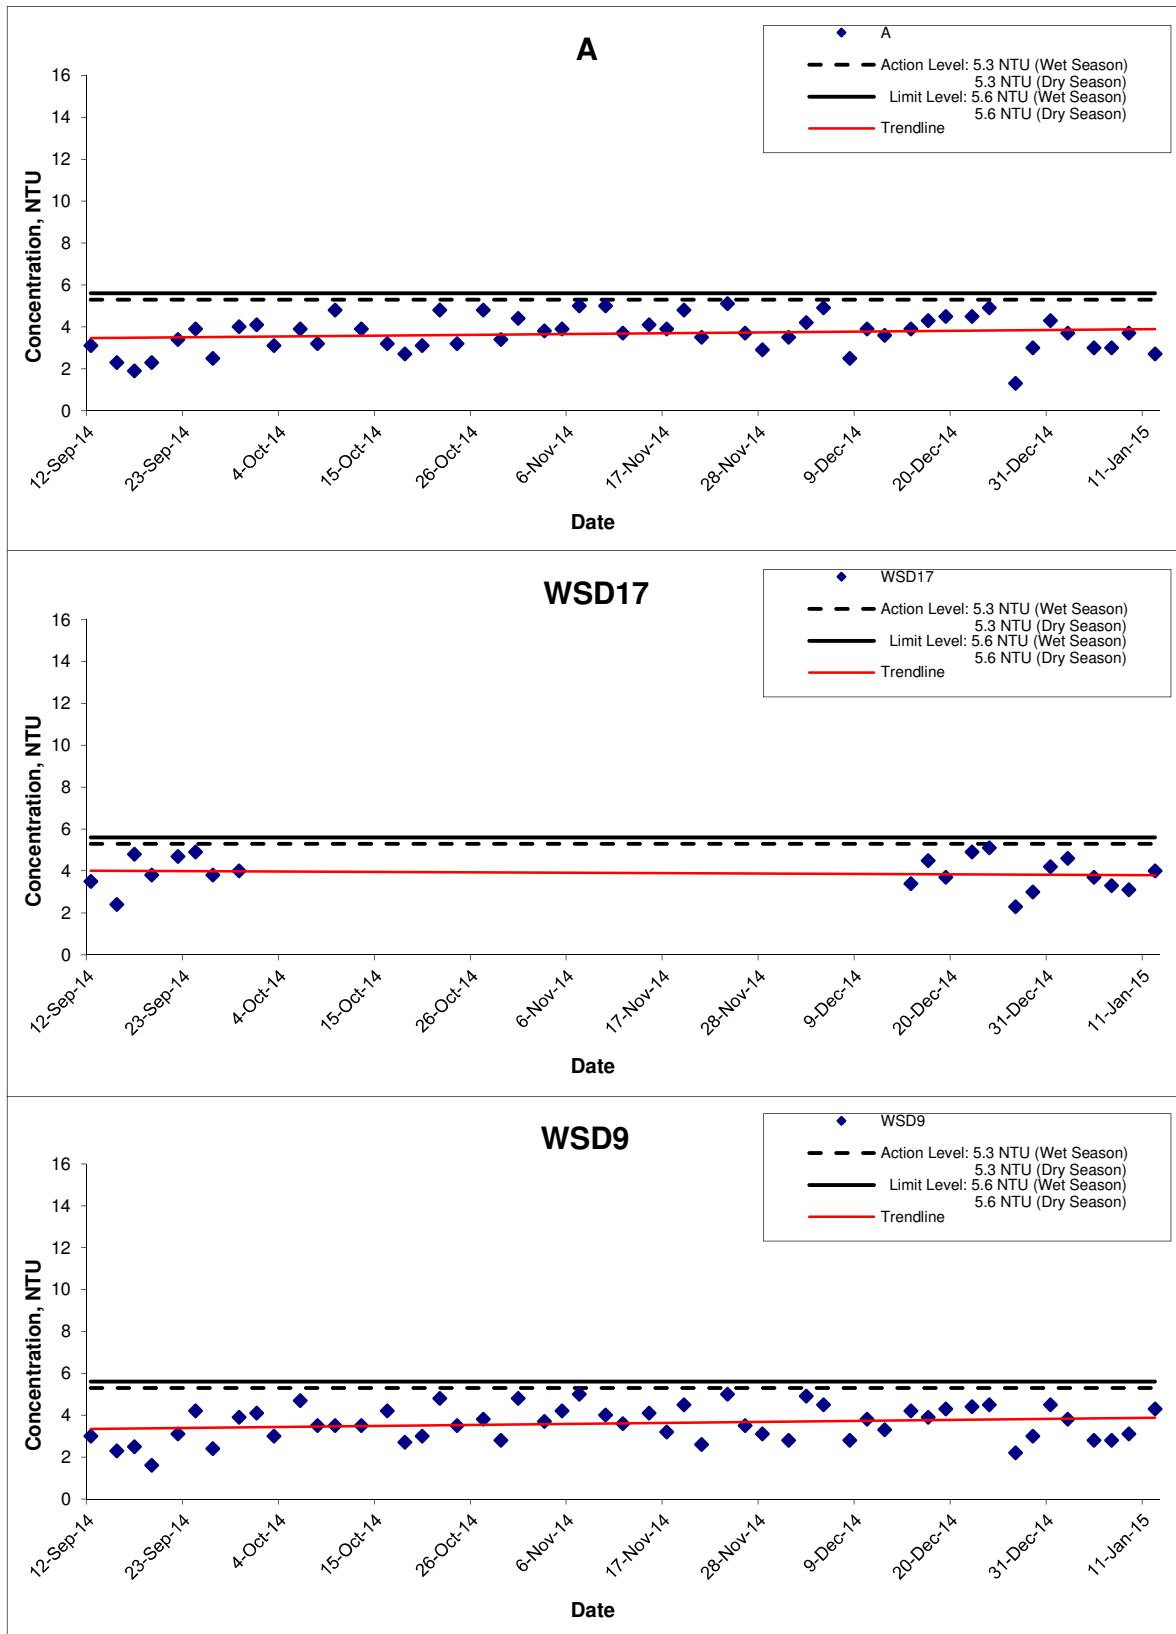 A
A
Action Level: 5.3 NTU (Wet Season)
5.3 NTU (Dry Season)
Limit Level: 5.6 NTU (Wet Season)
5.6 NTU (Dry Season)
Trendline
Concentration, NTU
16
14
12
10
8
6
4
2
0
12-Sep-14
23-Sep-14
4-Oct-14
15-Oct-14
26-Oct-14
6-Nov-14
17-Nov-14
28-Nov-14
9-Dec-14
20-Dec-14
31-Dec-14
11-Jan-15
Date
WSD17
WSD17
Action Level: 5.3 NTU (Wet Season)
5.3 NTU (Dry Season)
Limit Level: 5.6 NTU (Wet Season)
5.6 NTU (Dry Season)
Trendline
Concentration, NTU
16
14
12
10
8
6
4
2
0
12-Sep-14
23-Sep-14
4-Oct-14
15-Oct-14
26-Oct-14
6-Nov-14
17-Nov-14
28-Nov-14
9-Dec-14
20-Dec-14
31-Dec-14
11-Jan-15
Date
WSD9
WSD9
Action Level: 5.3 NTU (Wet Season)
5.3 NTU (Dry Season)
Limit Level: 5.6 NTU (Wet Season)
5.6 NTU (Dry Season)
Trendline
Concentration, NTU
16
14
12
10
8
6
4
2
0
12-Sep-14
23-Sep-14
4-Oct-14
15-Oct-14
26-Oct-14
6-Nov-14
17-Nov-14
28-Nov-14
9-Dec-14
20-Dec-14
31-Dec-14
11-Jan-15
Date